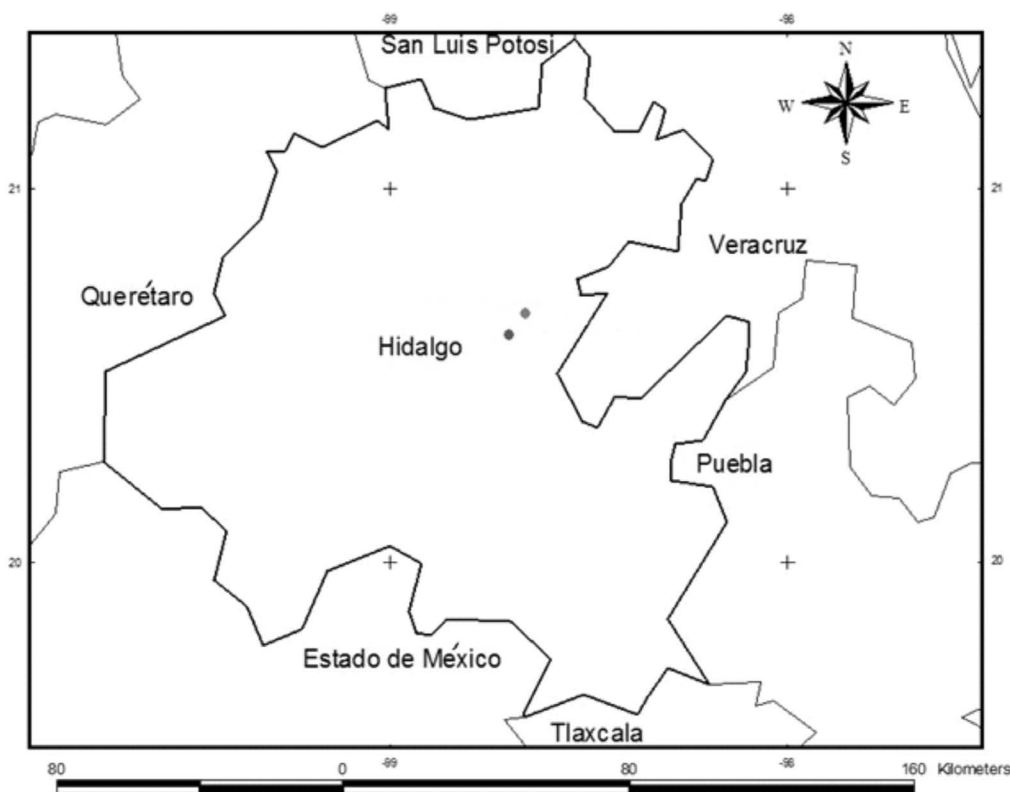 -99 -98
San Luis Potosi
N
W E
S
21 21
Veracruz
Querétaro
Hidalgo
Puebla
20 20
Estado de México
Tlaxcala
-99 -98
80 0 80 160 Kilometers